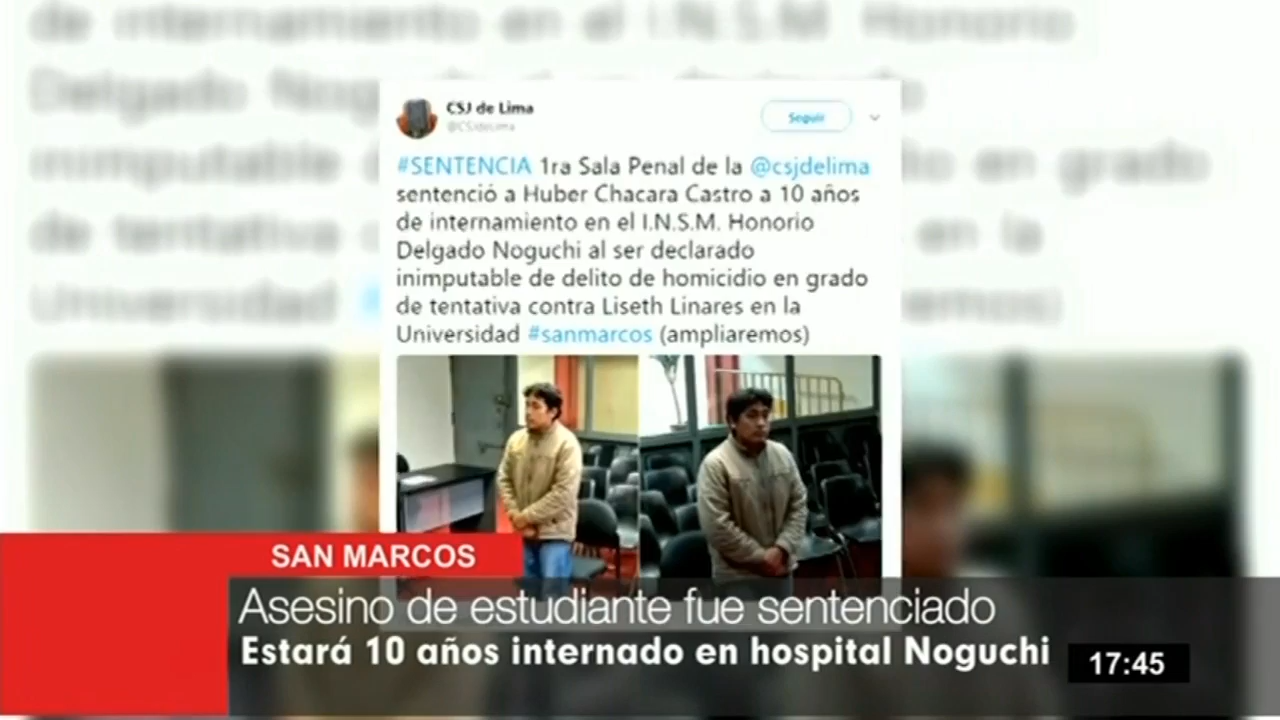 CSJ de Lima
@CSJdeLima
Seguir
#SENTENCIA 1ra Sala Penal de la @csjdelima
sentenció a Huber Chacara Castro a 10 años
de internamiento en el I.N.S.M. Honorio
Delgado Noguchi al ser declarado
inimputable de delito de homicidio en grado
de tentativa contra Liseth Linares en la
Universidad #sanmarcos (ampliaremos)
SAN MARCOS
Asesino de estudiante fue sentenciado
Estará 10 años internado en hospital Noguchi
17:45